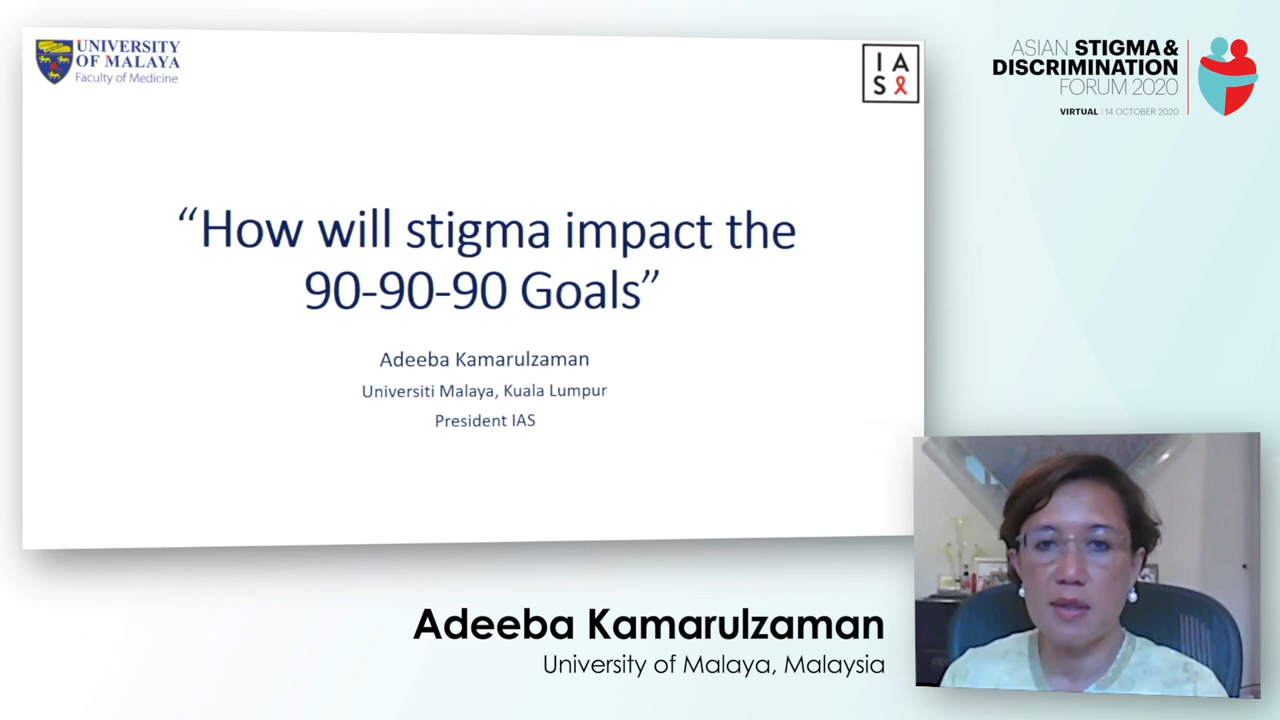 UNIVERSITY
OF MALAYA
Faculty of Medicine
I A
S
“How will stigma impact the
90-90-90 Goals”
Adeeba Kamarulzaman
Universiti Malaya, Kuala Lumpur
President IAS
ASIAN STIGMA &
DISCRIMINATION
FORUM 2020
VIRTUAL | 14 OCTOBER 2020
Adeeba Kamarulzaman
University of Malaya, Malaysia